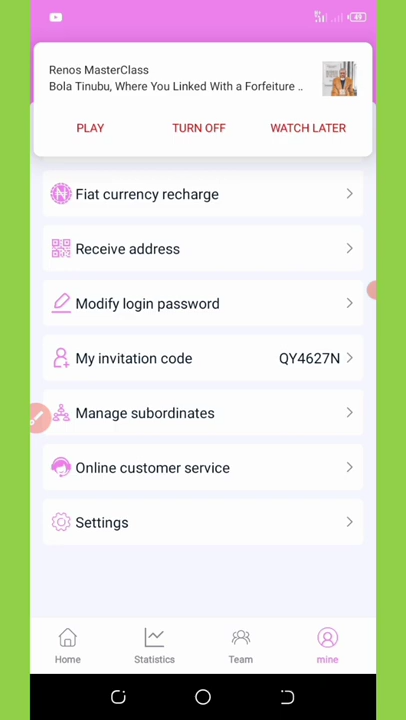 49
Renos MasterClass
Bola Tinubu, Where You Linked With a Forfeiture ..
PLAY TURN OFF WATCH LATER
Fiat currency recharge
Receive address
Modify login password
My invitation code QY4627N
Manage subordinates
Online customer service
Settings
Home Statistics Team mine